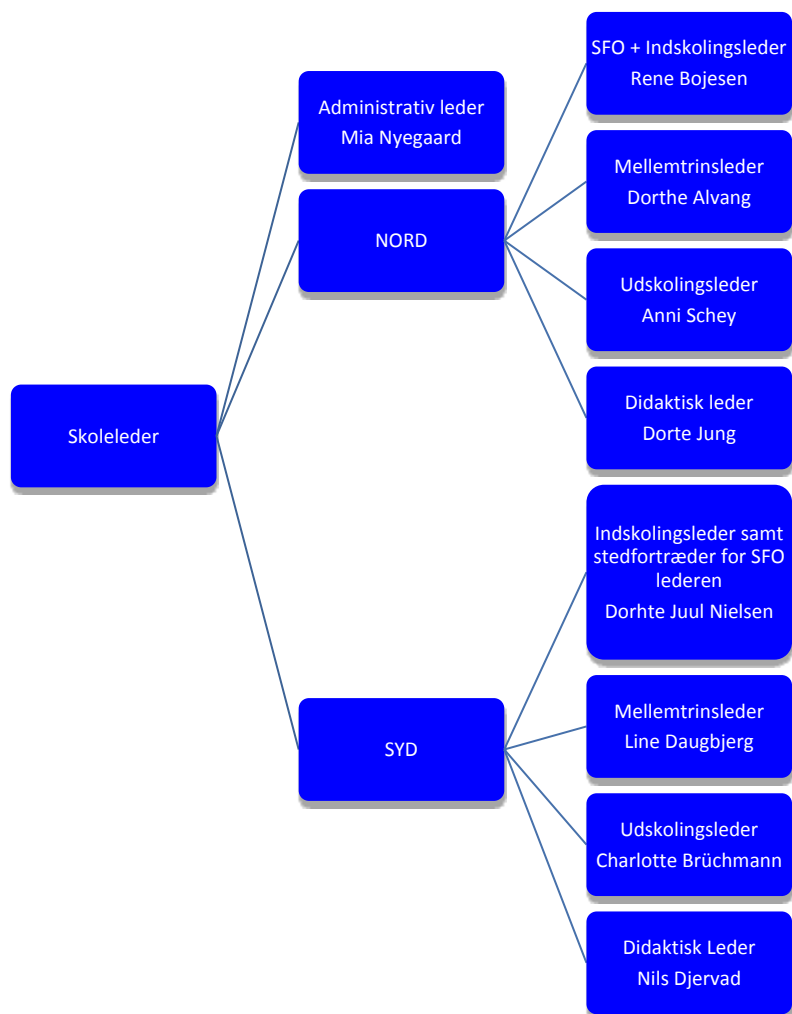 Skoleleder
Administrativ leder
Mia Nyegaard
NORD
SFO + Indskolingsleder
Rene Bojesen
Mellemtrinsleder
Dorthe Alvang
Udskolingsleder
Anni Schey
Didaktisk leder
Dorte Jung
SYD
Indskolingsleder samt
stedfortræder for SFO
lederen
Dorhte Juul Nielsen
Mellemtrinsleder
Line Daugbjerg
Udskolingsleder
Charlotte Brüchmann
Didaktisk Leder
Nils Djervad